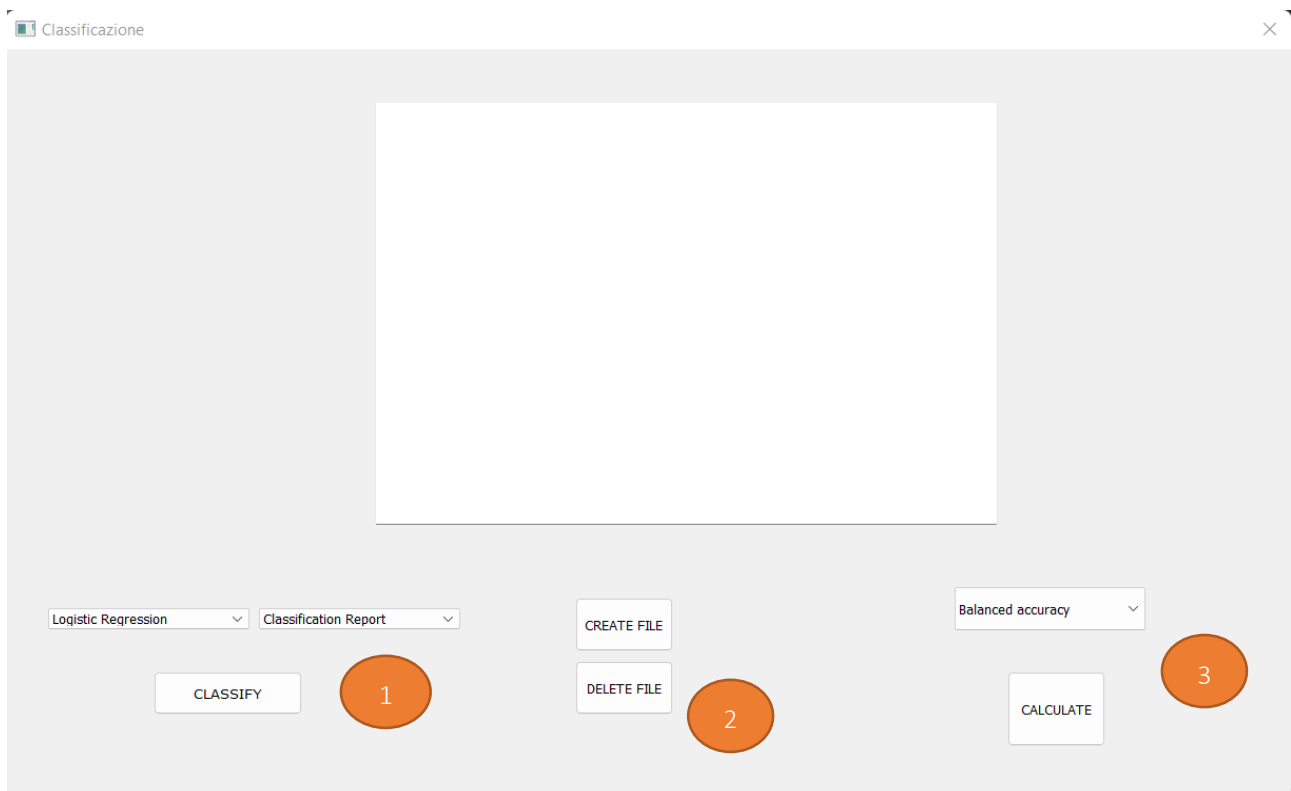 Classificazione
Logistic Regression
Classification Report
CLASSIFY
1
CREATE FILE
DELETE FILE
2
Balanced accuracy
3
CALCULATE